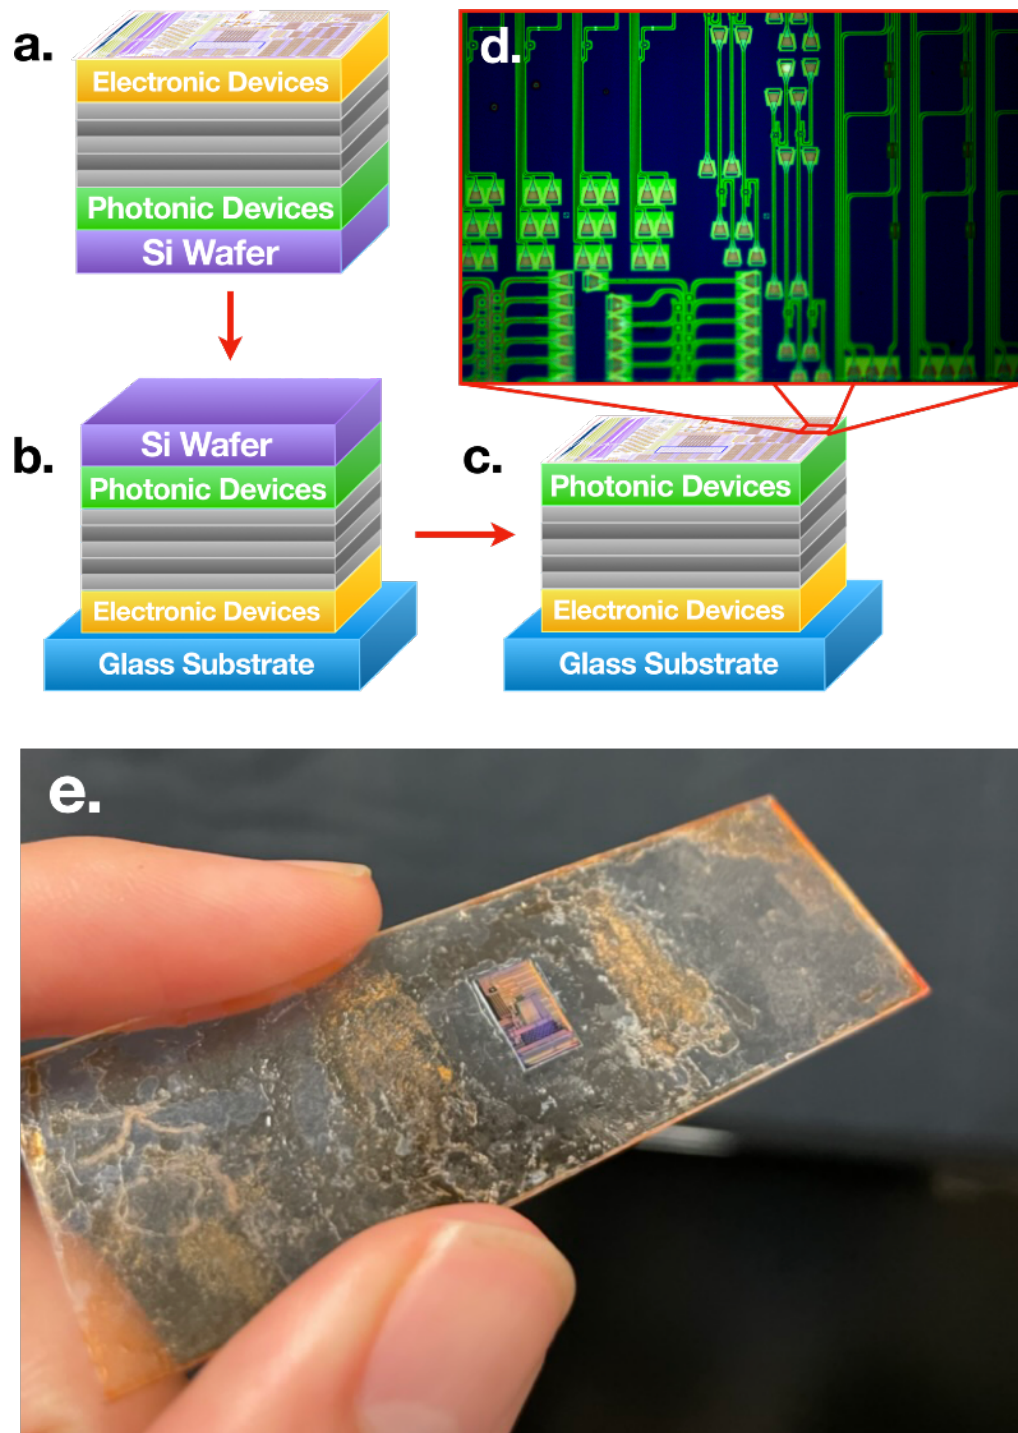 a.
Electronic Devices
Photonic Devices
Si Wafer
d.
b.
Si Wafer
Photonic Devices
Electronic Devices
Glass Substrate
c.
Photonic Devices
Electronic Devices
Glass Substrate
e.